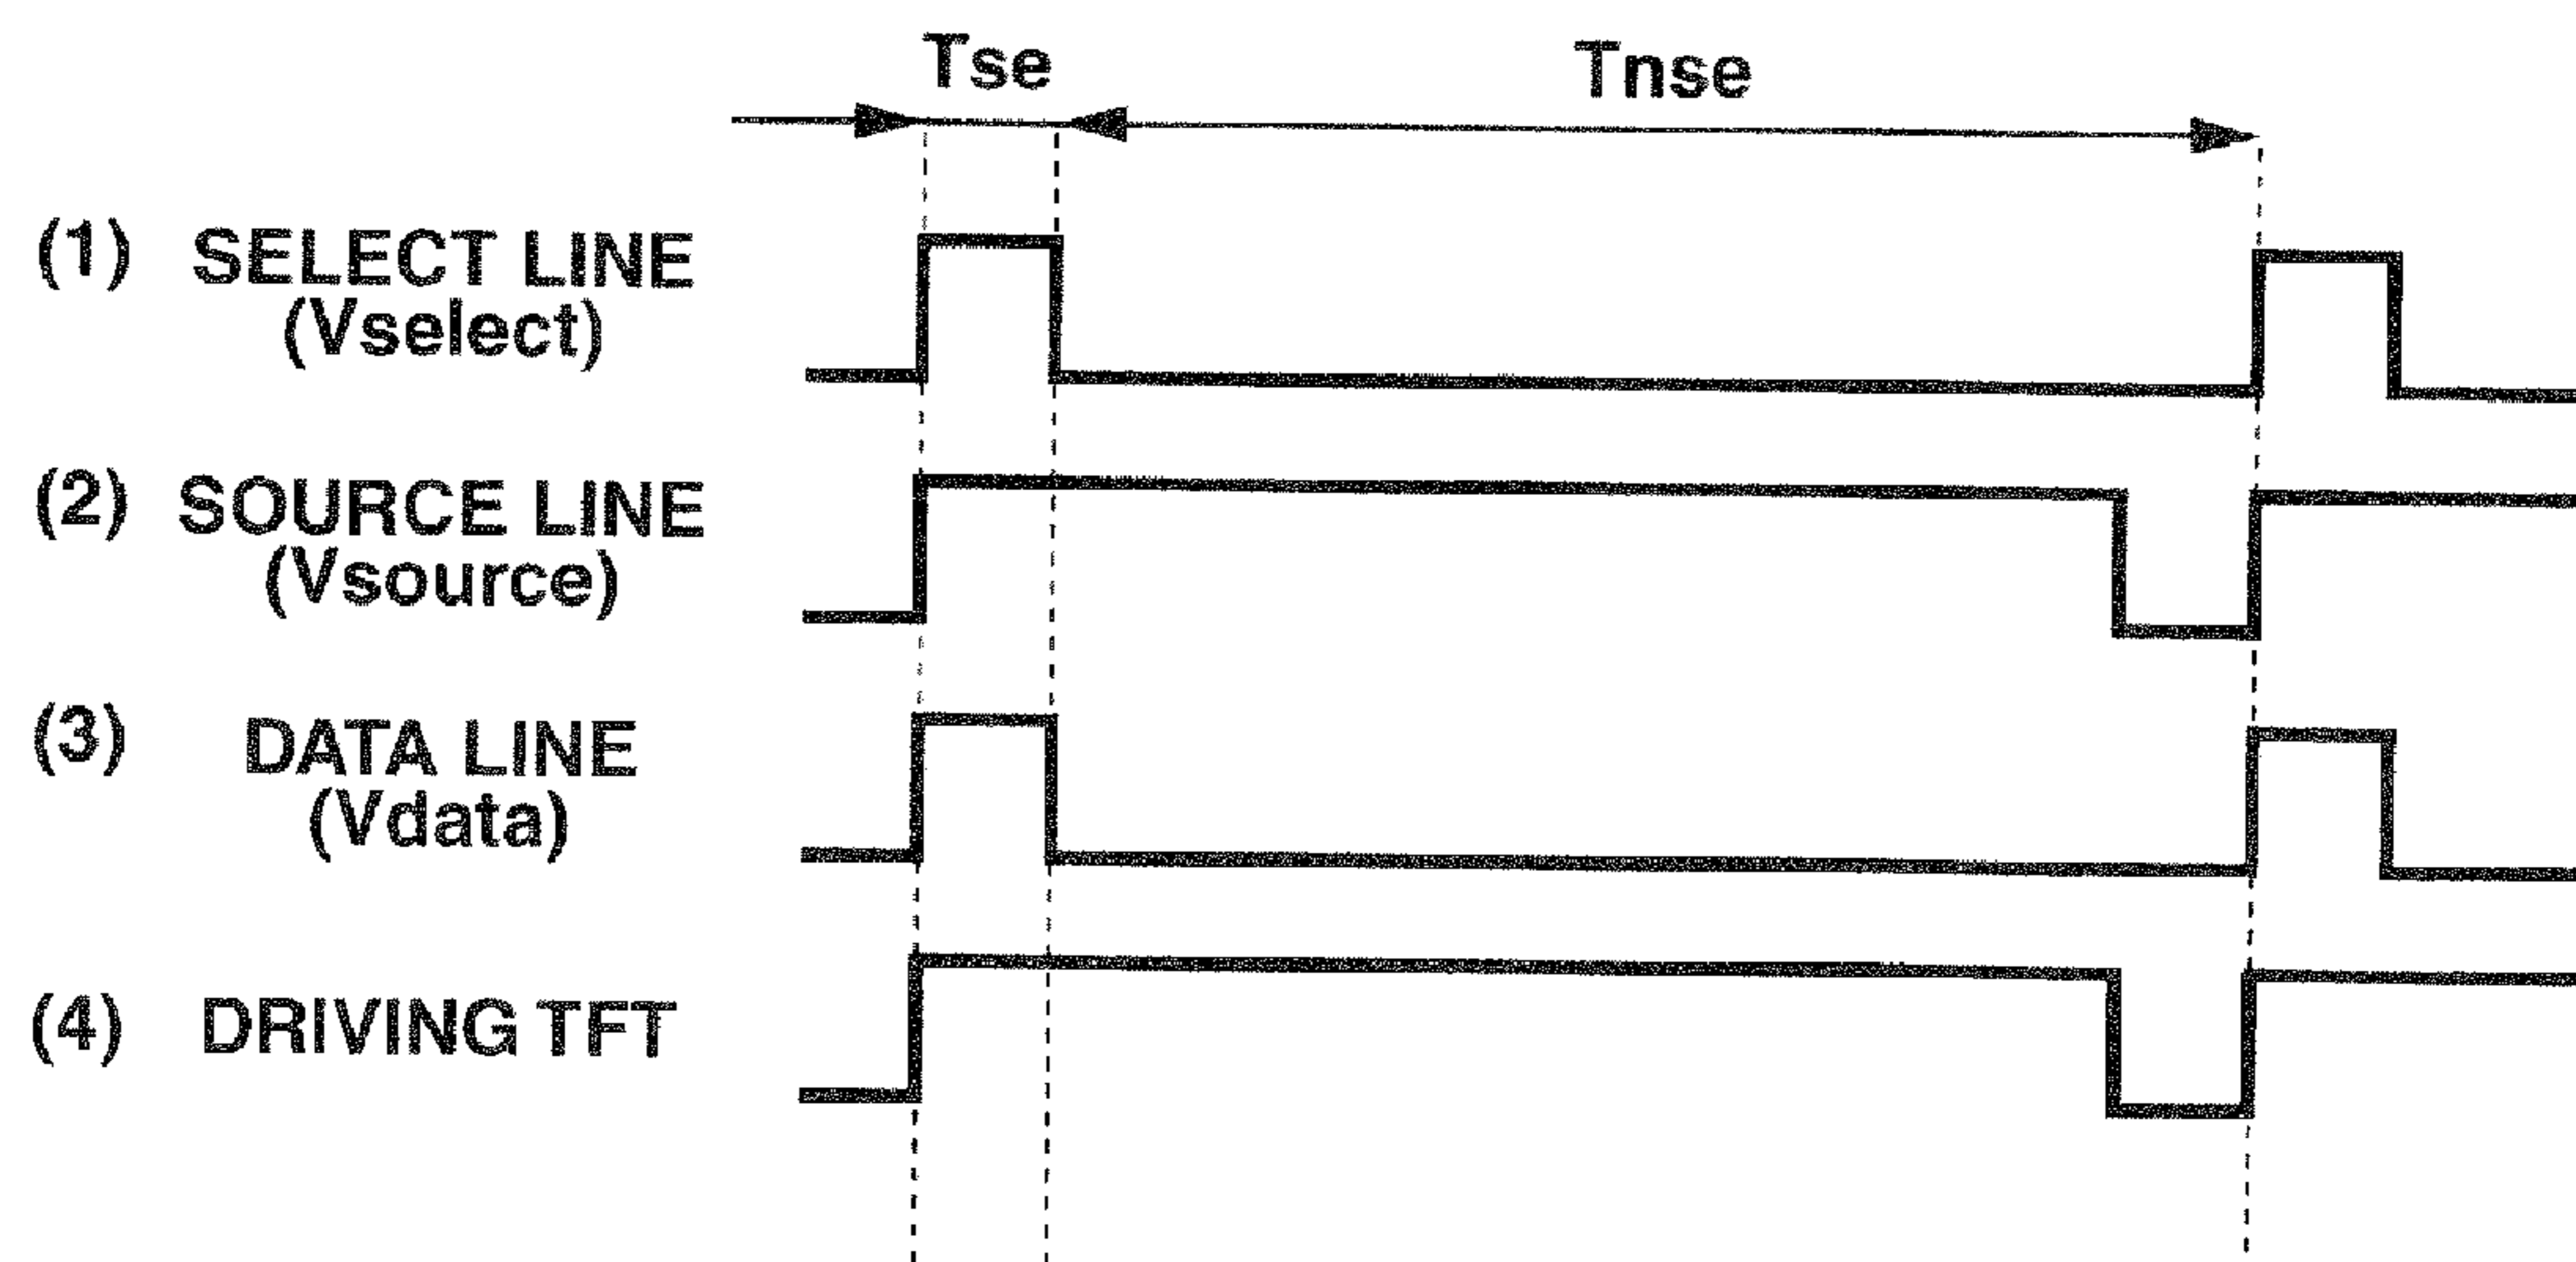 Tse
Tnse
(1) SELECT LINE
(Vselect)
(2) SOURCE LINE
(Vsource)
(3) DATA LINE
(Vdata)
(4) DRIVING TFT